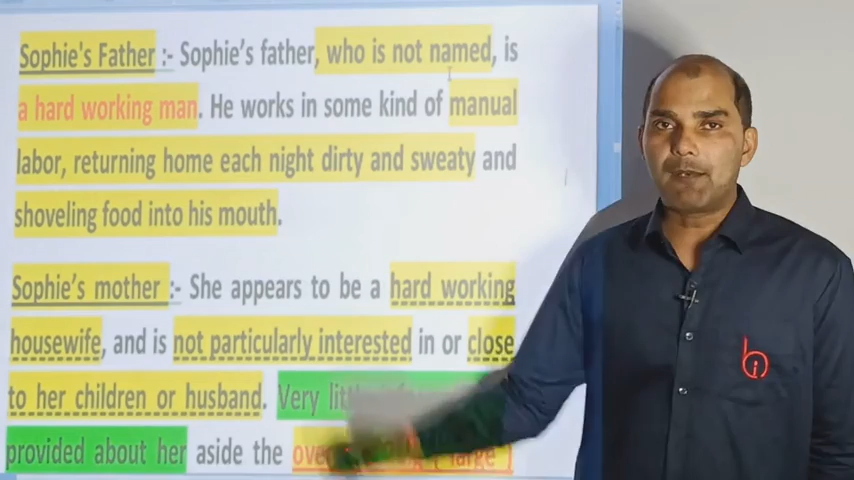 Sophie's Father :- Sophie's father, who is not named, is
a hard working man. He works in some kind of manual
labor, returning home each night dirty and sweaty and
shoveling food into his mouth.
Sophie's mother :- She appears to be a hard working
housewife, and is not particularly interested in or close
to her children or husband. Very
provided about her aside the large )